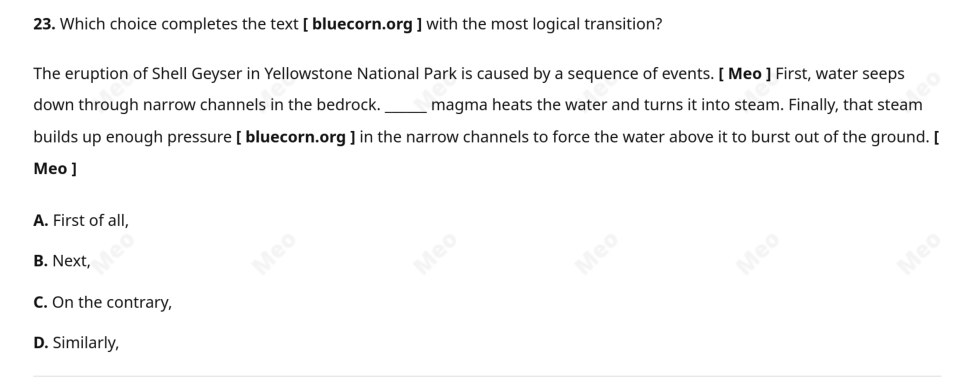 23. Which choice completes the text [ bluecorn.org ] with the most logical transition?
The eruption of Shell Geyser in Yellowstone National Park is caused by a sequence of events. [ Meo ] First, water seeps
down through narrow channels in the bedrock. ______ magma heats the water and turns it into steam. Finally, that steam
builds up enough pressure [ bluecorn.org ] in the narrow channels to force the water above it to burst out of the ground. [
Meo ]
A. First of all,
B. Next,
C. On the contrary,
D. Similarly,
Meo Meo Meo Meo Meo Meo
Meo Meo Meo Meo Meo Meo